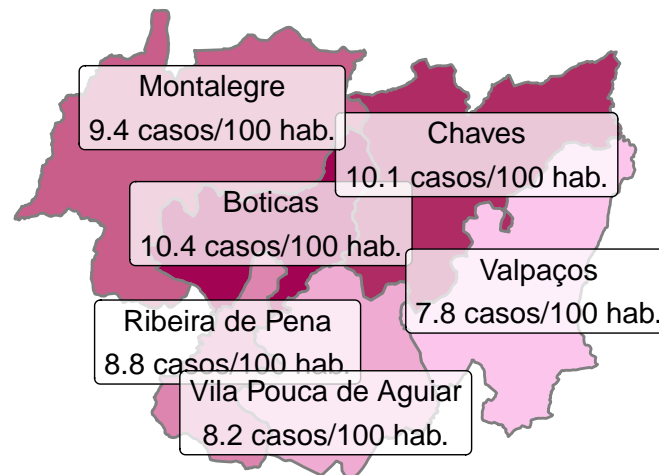 Montalegre
9.4 casos/100 hab.
Chaves
10.1 casos/100 hab.
Boticas
10.4 casos/100 hab.
Valpaços
7.8 casos/100 hab.
Ribeira de Pena
8.8 casos/100 hab.
Vila Pouca de Aguiar
8.2 casos/100 hab.